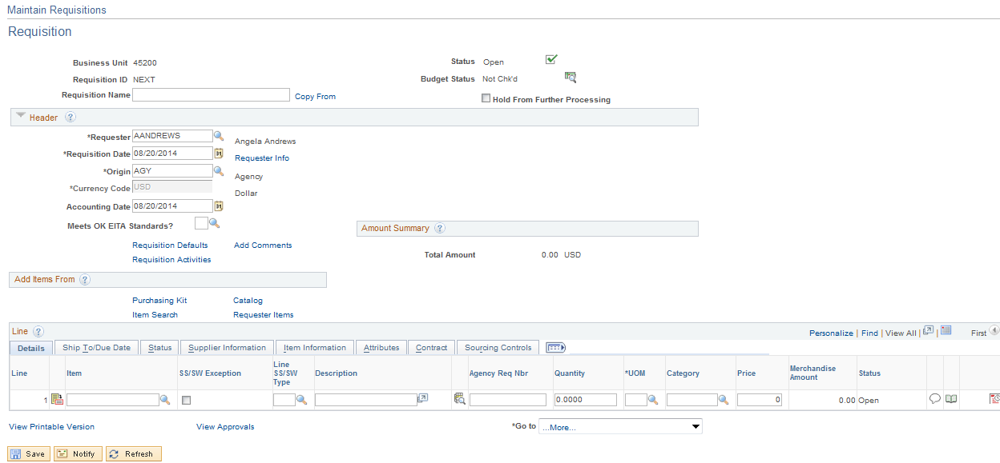 Maintain Requisitions
Requisition
Business Unit 45200 Status Open
Requisition ID NEXT Budget Status Not Chk'd
Requisition Name Copy From Hold From Further Processing
Header ?
*Requester AANDREWS Angela Andrews
*Requisition Date 08/20/2014 31 Requester Info
*Origin AGY Agency
*Currency Code USD Dollar
Accounting Date 08/20/2014 31
Meets OK EITA Standards? Amount Summary ?
Requisition Defaults Add Comments
Requisition Activities Total Amount 0.00 USD
Add Items From ?
Purchasing Kit Catalog
Item Search Requester Items
Line ? Personalize | Find | View All | | First
Details Ship To/Due Date Status Supplier Information Item Information Attributes Contract Sourcing Controls
Line Item SS/SW Exception Line SS/SW Type Description Agency Req Nbr Quantity *UOM Category Price Merchandise Amount Status
1 0.0000 0 0.00 Open
View Printable Version View Approvals *Go to ...More...
Save Notify Refresh